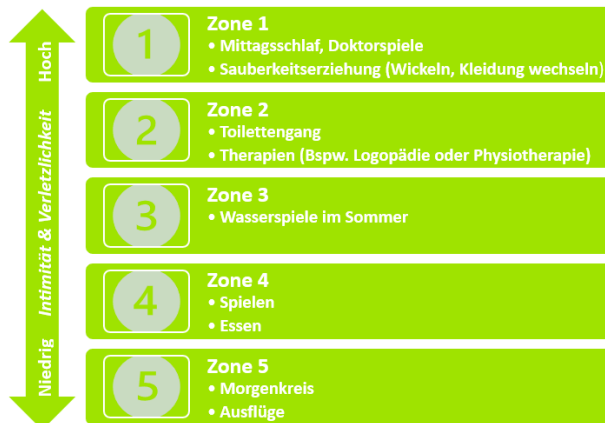 Hoch
Intimität & Verletzlichkeit
Niedrig
1
Zone 1
• Mittagsschlaf, Doktorspiele
• Sauberkeitserziehung (Wickeln, Kleidung wechseln)
2
Zone 2
• Toilettengang
• Therapien (Bspw. Logopädie oder Physiotherapie)
3
Zone 3
• Wasserspiele im Sommer
4
Zone 4
• Spielen
• Essen
5
Zone 5
• Morgenkreis
• Ausflüge